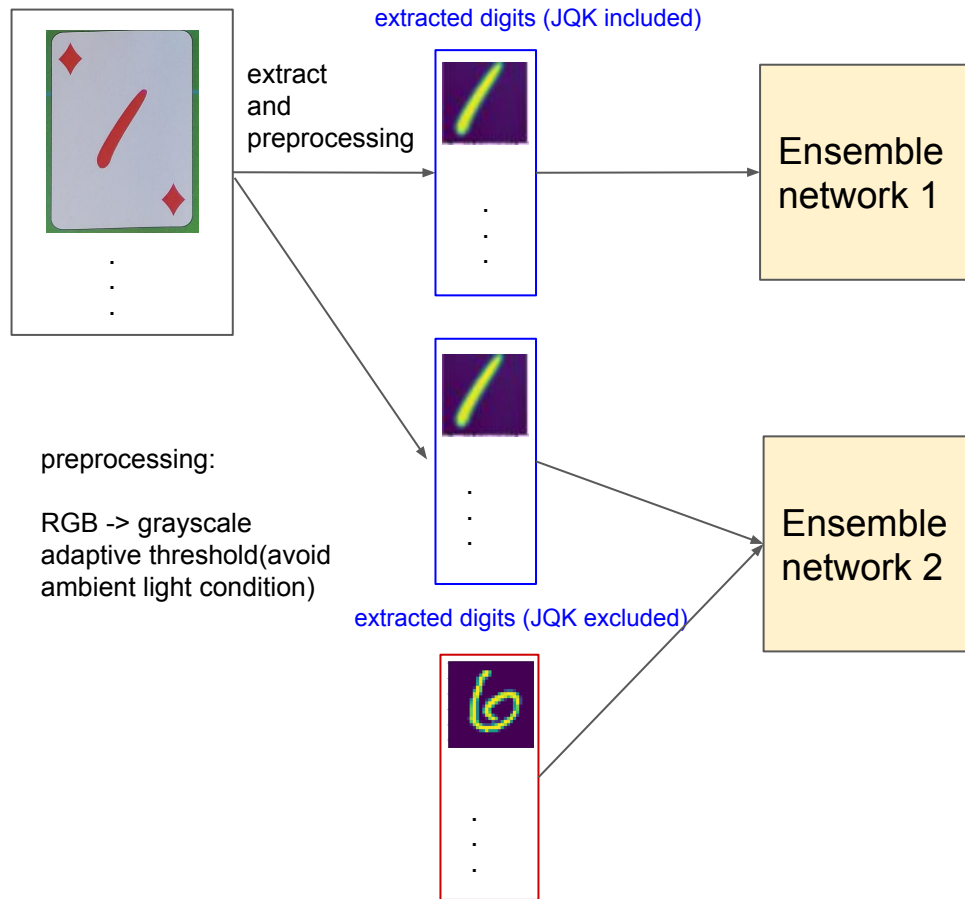 extracted digits (JQK included)
extract
and
preprocessing
Ensemble
network 1
preprocessing:
RGB -> grayscale
adaptive threshold(avoid
ambient light condition)
Ensemble
network 2
extracted digits (JQK excluded)
6